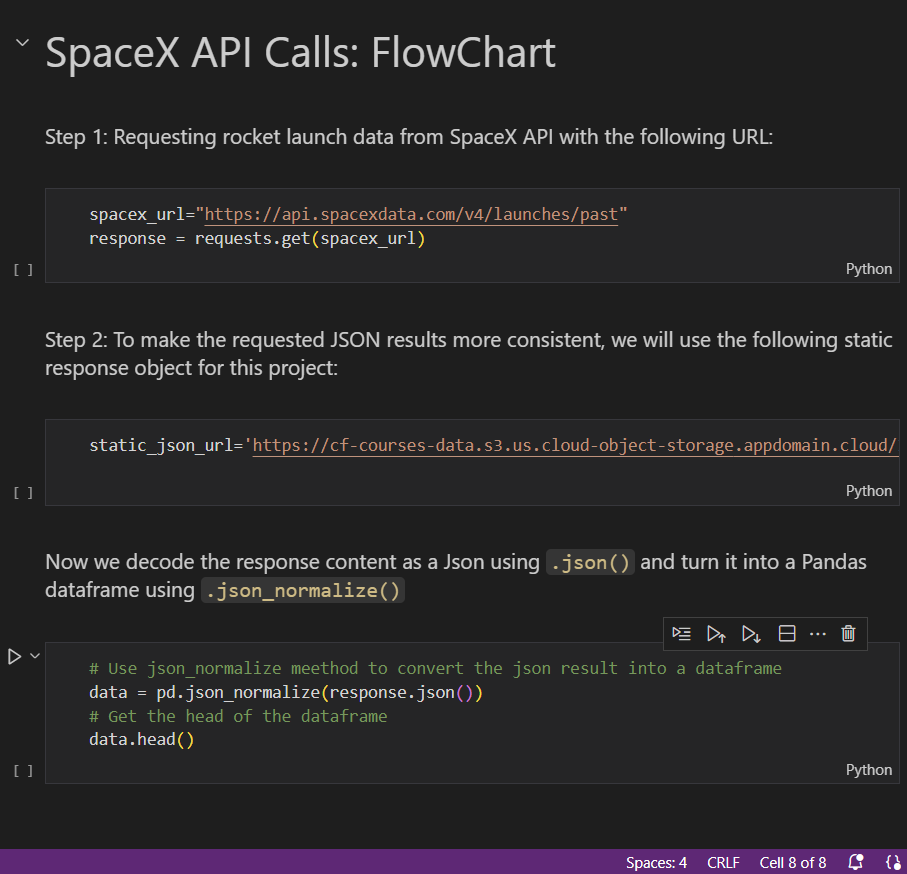 SpaceX API Calls: FlowChart
Step 1: Requesting rocket launch data from SpaceX API with the following URL:
spacex_url="https://api.spacexdata.com/v4/launches/past"
response = requests.get(spacex_url)
[ ]
Python
Step 2: To make the requested JSON results more consistent, we will use the following static
response object for this project:
static_json_url='https://cf-courses-data.s3.us.cloud-object-storage.appdomain.cloud/
[ ]
Python
Now we decode the response content as a Json using .json() and turn it into a Pandas
dataframe using .json_normalize()
# Use json_normalize meethod to convert the json result into a dataframe
data = pd.json_normalize(response.json())
# Get the head of the dataframe
data.head()
[ ]
Python
Spaces: 4 CRLF Cell 8 of 8